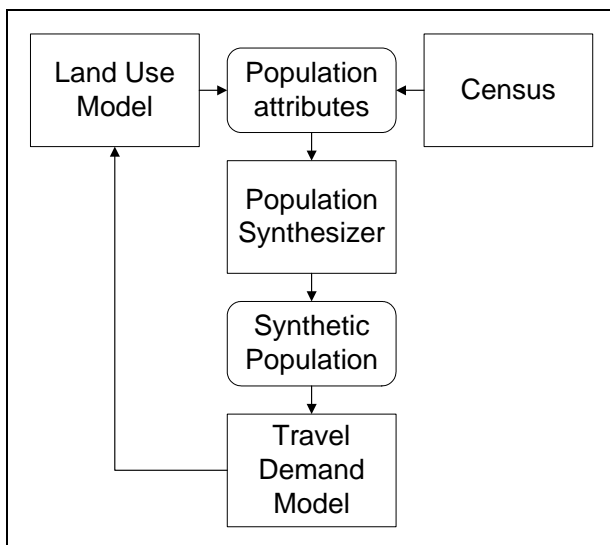 Land Use
Model
Population
attributes
Census
Population
Synthesizer
Synthetic
Population
Travel
Demand
Model